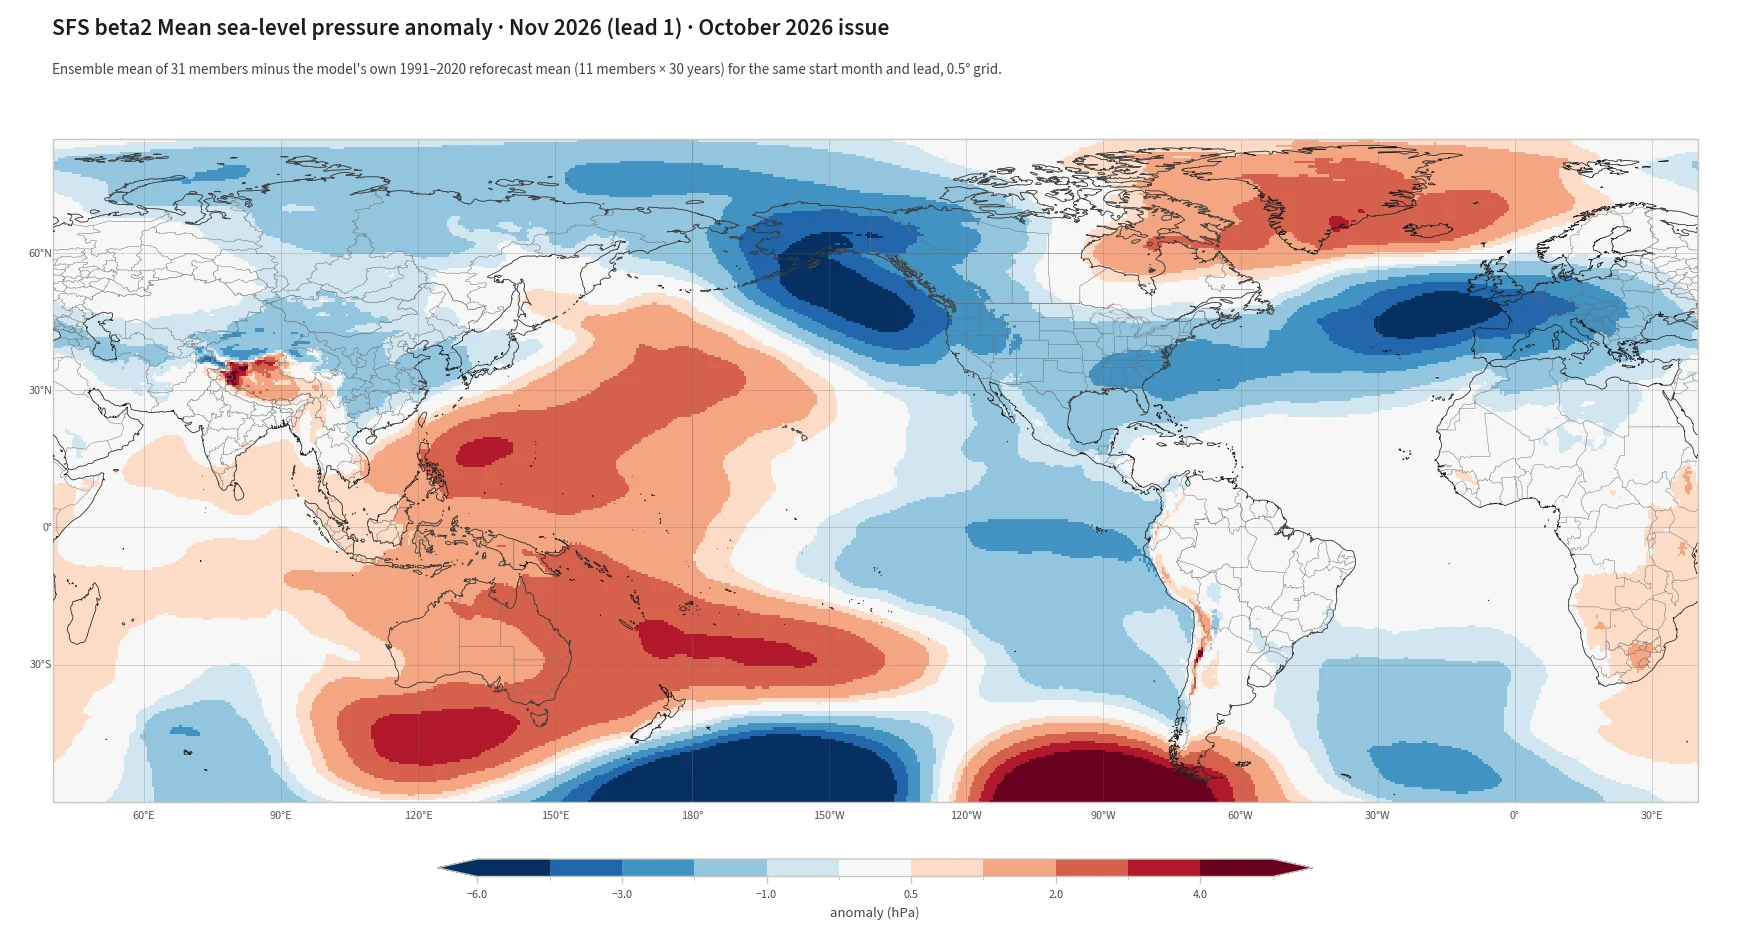 SFS beta2 Mean sea-level pressure anomaly · Nov 2026 (lead 1) · October 2026 issue
Ensemble mean of 31 members minus the model's own 1991–2020 reforecast mean (11 members × 30 years) for the same start month and lead, 0.5° grid.
60°N
30°N
0°
30°S
60°E
90°E
120°E
150°E
180°
150°W
120°W
90°W
60°W
30°W
0°
30°E
−6.0
−3.0
−1.0
0.5
2.0
4.0
anomaly (hPa)